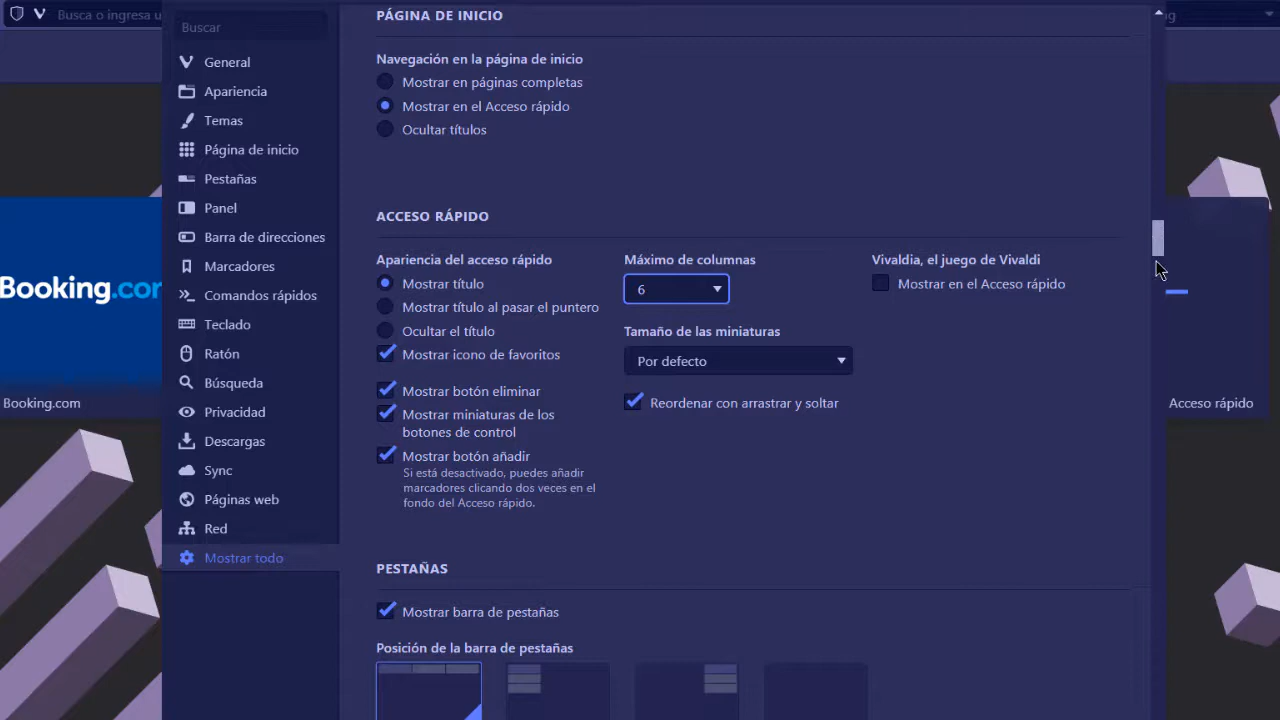 Busca o ingresa u
Buscar
General
Apariencia
Temas
Página de inicio
Pestañas
Panel
Barra de direcciones
Marcadores
Comandos rápidos
Teclado
Ratón
Búsqueda
Privacidad
Descargas
Sync
Páginas web
Red
Mostrar todo
PÁGINA DE INICIO
Navegación en la página de inicio
Mostrar en páginas completas
Mostrar en el Acceso rápido
Ocultar títulos
ACCESO RÁPIDO
Apariencia del acceso rápido
Mostrar título
Mostrar título al pasar el puntero
Ocultar el título
Mostrar icono de favoritos
Mostrar botón eliminar
Mostrar miniaturas de los
botones de control
Mostrar botón añadir
Si está desactivado, puedes añadir
marcadores clicando dos veces en el
fondo del Acceso rápido.
Máximo de columnas
6
Tamaño de las miniaturas
Por defecto
Reordenar con arrastrar y soltar
Vivaldia, el juego de Vivaldi
Mostrar en el Acceso rápido
PESTAÑAS
Mostrar barra de pestañas
Posición de la barra de pestañas
Booking.com
Booking.com
ng
Acceso rápido